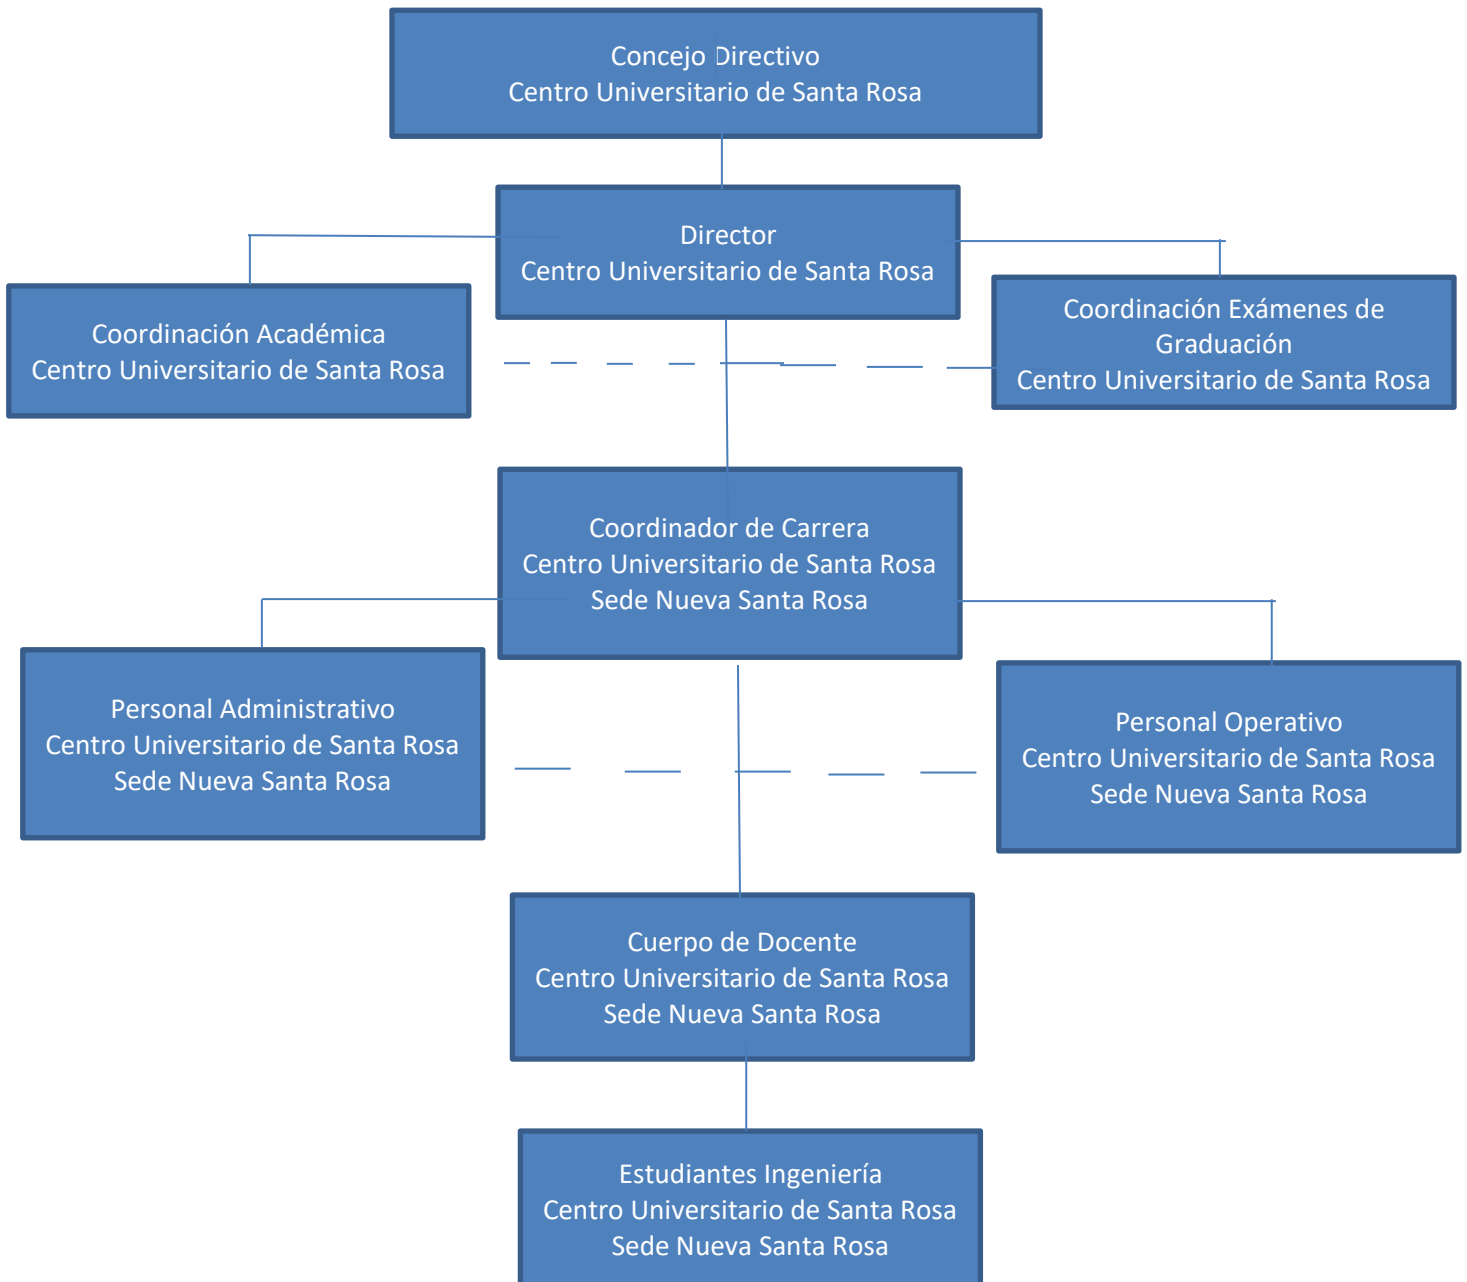 Concejo Directivo
Centro Universitario de Santa Rosa
Director
Centro Universitario de Santa Rosa
Coordinación Académica
Centro Universitario de Santa Rosa
Coordinación Exámenes de
Graduación
Centro Universitario de Santa Rosa
Coordinador de Carrera
Centro Universitario de Santa Rosa
Sede Nueva Santa Rosa
Personal Administrativo
Centro Universitario de Santa Rosa
Sede Nueva Santa Rosa
Personal Operativo
Centro Universitario de Santa Rosa
Sede Nueva Santa Rosa
Cuerpo de Docente
Centro Universitario de Santa Rosa
Sede Nueva Santa Rosa
Estudiantes Ingeniería
Centro Universitario de Santa Rosa
Sede Nueva Santa Rosa